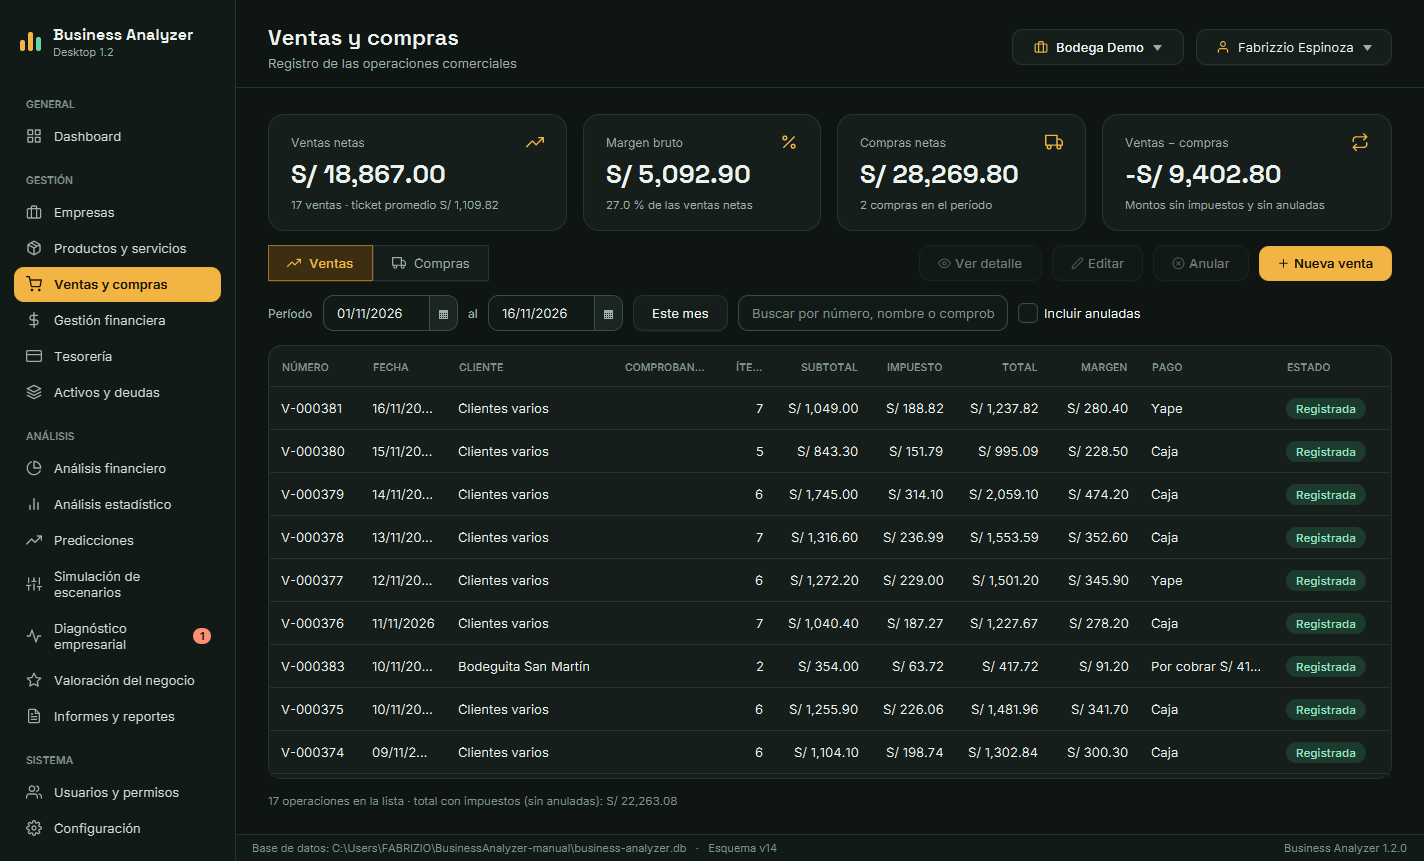 Business Analyzer
Desktop 1.2
GENERAL
Dashboard
GESTIÓN
Empresas
Productos y servicios
Ventas y compras
Gestión financiera
Tesorería
Activos y deudas
ANÁLISIS
Análisis financiero
Análisis estadístico
Predicciones
Simulación de
escenarios
Diagnóstico
empresarial
1
Valoración del negocio
Informes y reportes
SISTEMA
Usuarios y permisos
Configuración
Ventas y compras
Registro de las operaciones comerciales
Bodega Demo
Fabrizzio Espinoza
Ventas netas
S/ 18,867.00
17 ventas · ticket promedio S/ 1,109.82
Margen bruto
S/ 5,092.90
27.0 % de las ventas netas
Compras netas
S/ 28,269.80
2 compras en el período
Ventas − compras
-S/ 9,402.80
Montos sin impuestos y sin anuladas
Ventas Compras Ver detalle Editar Anular + Nueva venta
Período 01/11/2026 al 16/11/2026 Este mes Buscar por número, nombre o comprob Incluir anuladas
NÚMERO FECHA CLIENTE COMPROBAN... ÍTE... SUBTOTAL IMPUESTO TOTAL MARGEN PAGO ESTADO
V-000381 16/11/20... Clientes varios 7 S/ 1,049.00 S/ 188.82 S/ 1,237.82 S/ 280.40 Yape Registrada
V-000380 15/11/20... Clientes varios 5 S/ 843.30 S/ 151.79 S/ 995.09 S/ 228.50 Caja Registrada
V-000379 14/11/20... Clientes varios 6 S/ 1,745.00 S/ 314.10 S/ 2,059.10 S/ 474.20 Caja Registrada
V-000378 13/11/20... Clientes varios 7 S/ 1,316.60 S/ 236.99 S/ 1,553.59 S/ 352.60 Caja Registrada
V-000377 12/11/20... Clientes varios 6 S/ 1,272.20 S/ 229.00 S/ 1,501.20 S/ 345.90 Yape Registrada
V-000376 11/11/2026 Clientes varios 7 S/ 1,040.40 S/ 187.27 S/ 1,227.67 S/ 278.20 Caja Registrada
V-000383 10/11/20... Bodeguita San Martín 2 S/ 354.00 S/ 63.72 S/ 417.72 S/ 91.20 Por cobrar S/ 41... Registrada
V-000375 10/11/20... Clientes varios 6 S/ 1,255.90 S/ 226.06 S/ 1,481.96 S/ 341.70 Caja Registrada
V-000374 09/11/2... Clientes varios 6 S/ 1,104.10 S/ 198.74 S/ 1,302.84 S/ 300.30 Caja Registrada
17 operaciones en la lista · total con impuestos (sin anuladas): S/ 22,263.08
Base de datos: C:\Users\FABRIZIO\BusinessAnalyzer-manual\business-analyzer.db · Esquema v14
Business Analyzer 1.2.0